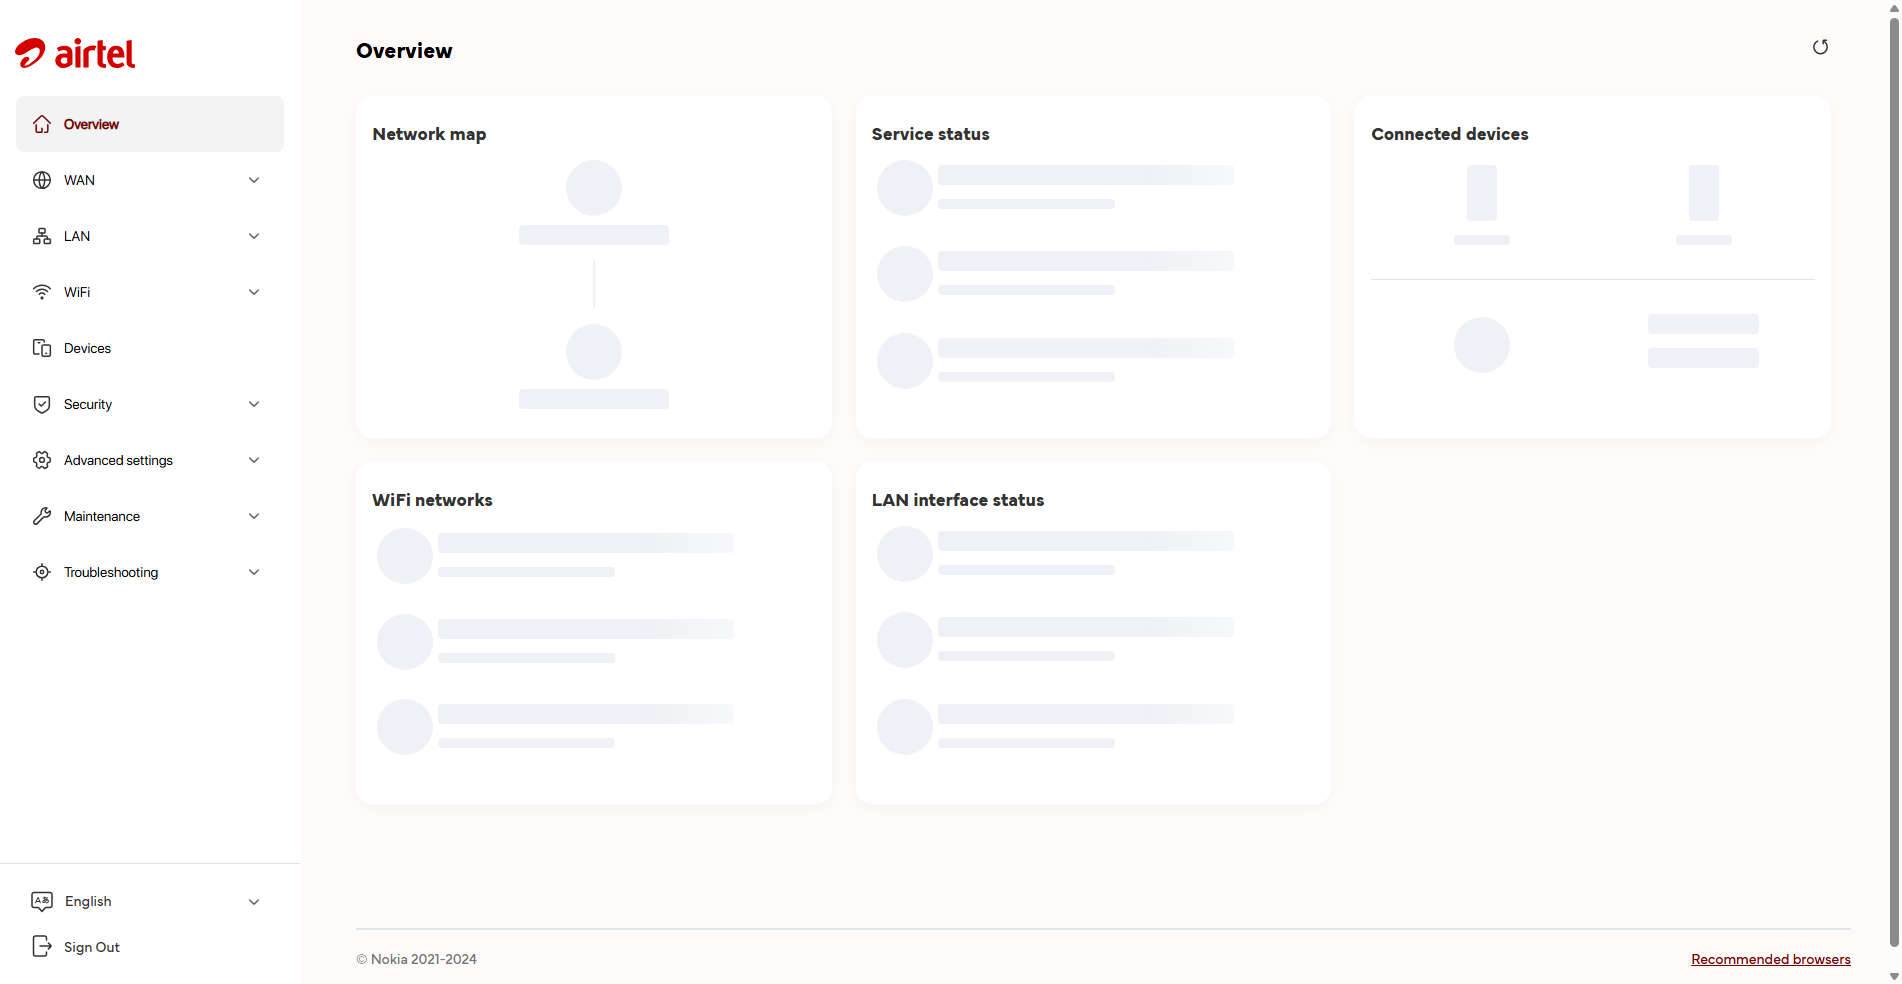 airtel
Overview
WAN
LAN
WiFi
Devices
Security
Advanced settings
Maintenance
Troubleshooting
English
Sign Out
Overview
Network map
Service status
Connected devices
WiFi networks
LAN interface status
© Nokia 2021-2024
Recommended browsers